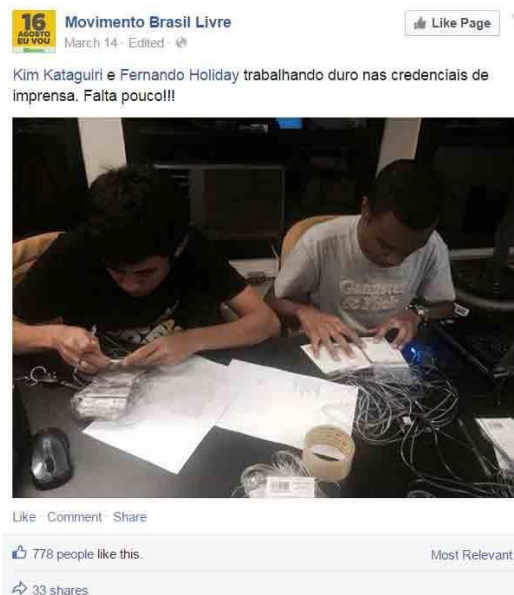 16
AGOSTO
EU VOU
Movimento Brasil Livre
Like Page
March 14 · Edited ·
Kim Kataguiri e Fernando Holiday trabalhando duro nas credenciais de
imprensa. Falta pouco!!!
Gangster
Like · Comment · Share
778 people like this.
Most Relevant
33 shares